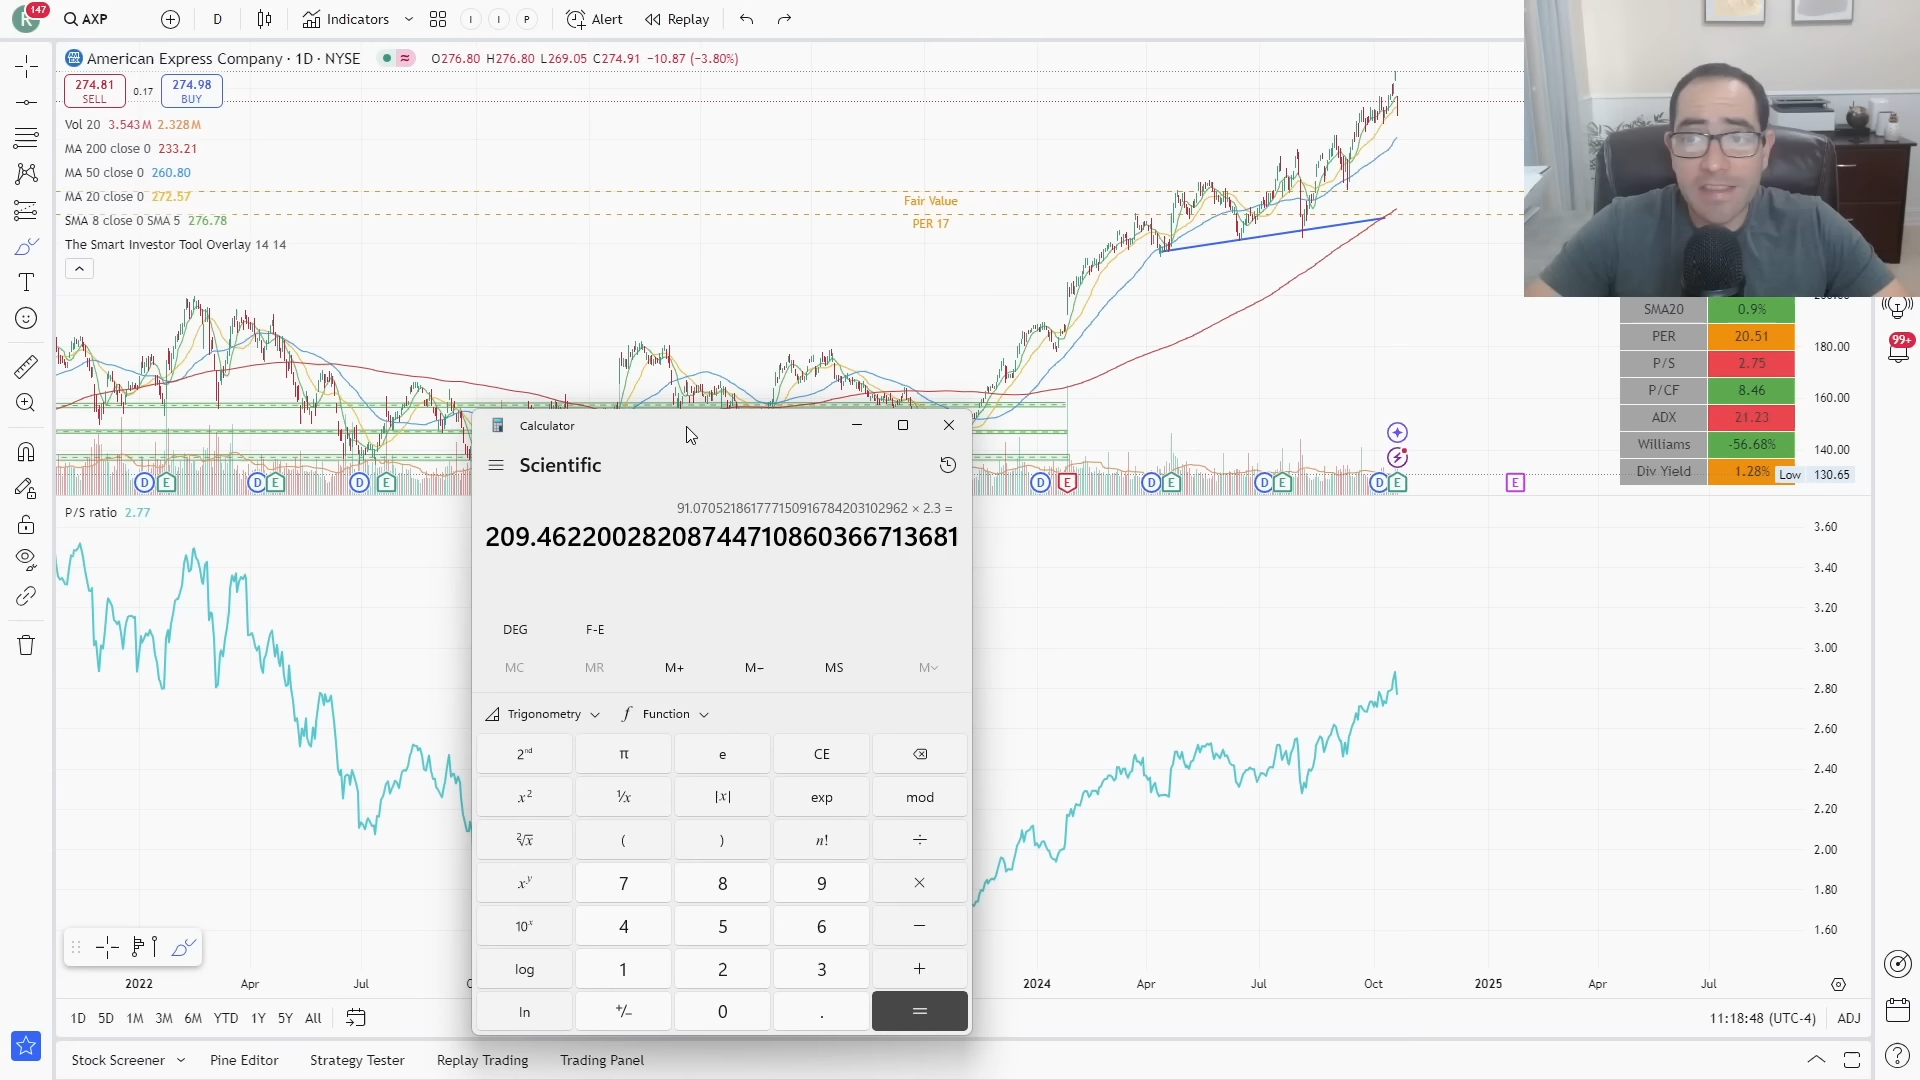 147
R
AXP
D
Indicators
I
I
P
Alert
Replay
American Express Company · 1D · NYSE
O276.80 H276.80 L269.05 C274.91 −10.87 (−3.80%)
274.81
SELL
0.17
274.98
BUY
Vol 20 3.543M 2.328M
MA 200 close 0 233.21
MA 50 close 0 260.80
MA 20 close 0 272.57
SMA 8 close 0 SMA 5 276.78
The Smart Investor Tool Overlay 14 14
Fair Value
PER 17
SMA20 0.9%
PER 20.51
P/S 2.75
P/CF 8.46
ADX 21.23
Williams -56.68%
Div Yield 1.28%
180.00
160.00
140.00
Low 130.65
99+
D E D E D E D E D E D E D E E
P/S ratio 2.77
3.60
3.40
3.20
3.00
2.80
2.60
2.40
2.20
2.00
1.80
1.60
Calculator
Scientific
91.070521861777150916784203102962 × 2.3 =
209.46220028208744710860366713681
DEG F-E
MC MR M+ M− MS M
Trigonometry
f Function
2nd π e CE
x2 1/x |x| exp mod
2√x ( ) n! ÷
xy 7 8 9 ×
10x 4 5 6 −
log 1 2 3 +
ln +/− 0 . =
2022 Apr Jul 2024 Apr Jul Oct 2025 Apr Jul
1D 5D 1M 3M 6M YTD 1Y 5Y All
11:18:48 (UTC-4) ADJ
Stock Screener Pine Editor Strategy Tester Replay Trading Trading Panel